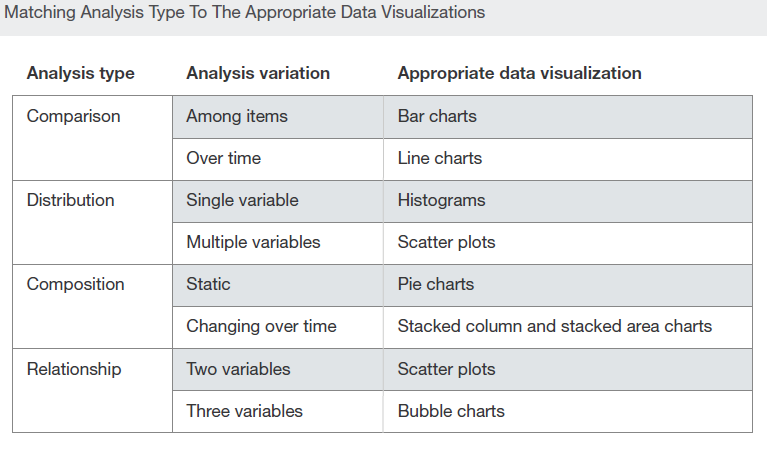 Matching Analysis Type To The Appropriate Data Visualizations
Analysis type Analysis variation Appropriate data visualization
Comparison Among items Bar charts
Over time Line charts
Distribution Single variable Histograms
Multiple variables Scatter plots
Composition Static Pie charts
Changing over time Stacked column and stacked area charts
Relationship Two variables Scatter plots
Three variables Bubble charts